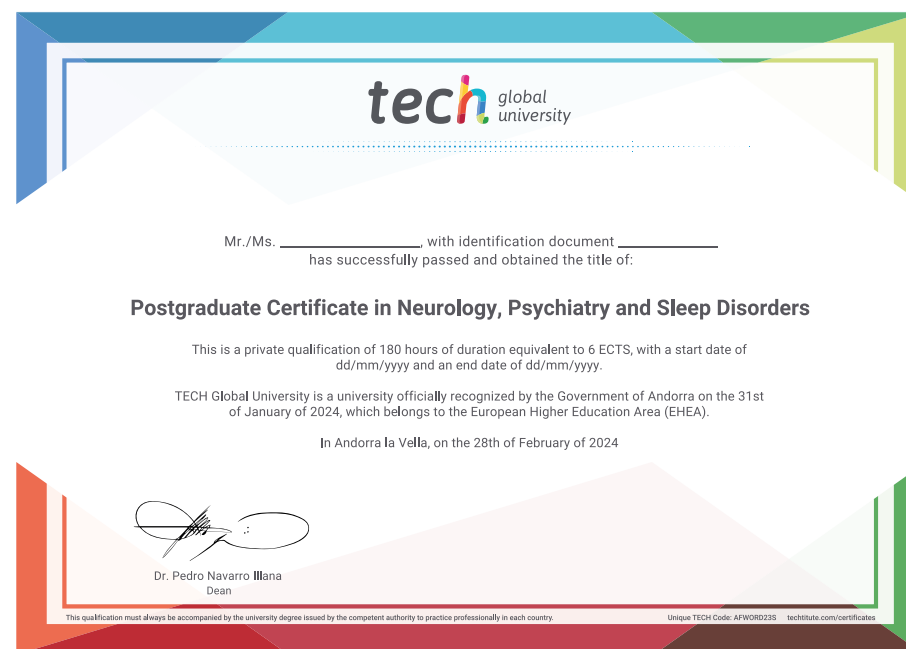 tech global university
Mr./Ms. ____________________, with identification document ______________
has successfully passed and obtained the title of:
Postgraduate Certificate in Neurology, Psychiatry and Sleep Disorders
This is a private qualification of 180 hours of duration equivalent to 6 ECTS, with a start date of
dd/mm/yyyy and an end date of dd/mm/yyyy.
TECH Global University is a university officially recognized by the Government of Andorra on the 31st
of January of 2024, which belongs to the European Higher Education Area (EHEA).
In Andorra la Vella, on the 28th of February of 2024
Dr. Pedro Navarro Illana
Dean
This qualification must always be accompanied by the university degree issued by the competent authority to practice professionally in each country.
Unique TECH Code: AFWORD23S techtitute.com/certificates